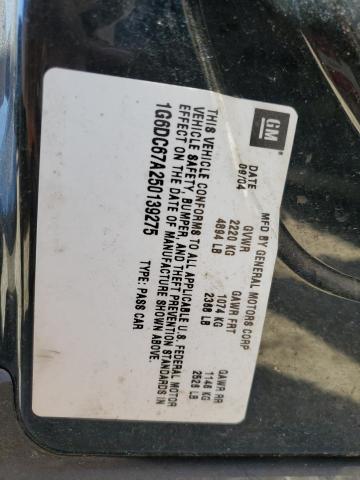 GM
MFD BY GENERAL MOTORS CORP
DATE GVWR GAWR FRT GAWR RR
09/04 2220 KG 1074 KG 1146 KG
4894 LB 2368 LB 2526 LB
THIS VEHICLE CONFORMS TO ALL APPLICABLE U.S. FEDERAL MOTOR
VEHICLE SAFETY, BUMPER, AND THEFT PREVENTION STANDARDS IN
EFFECT ON THE DATE OF MANUFACTURE SHOWN ABOVE.
1G6DC67A250139275 TYPE: PASS CAR